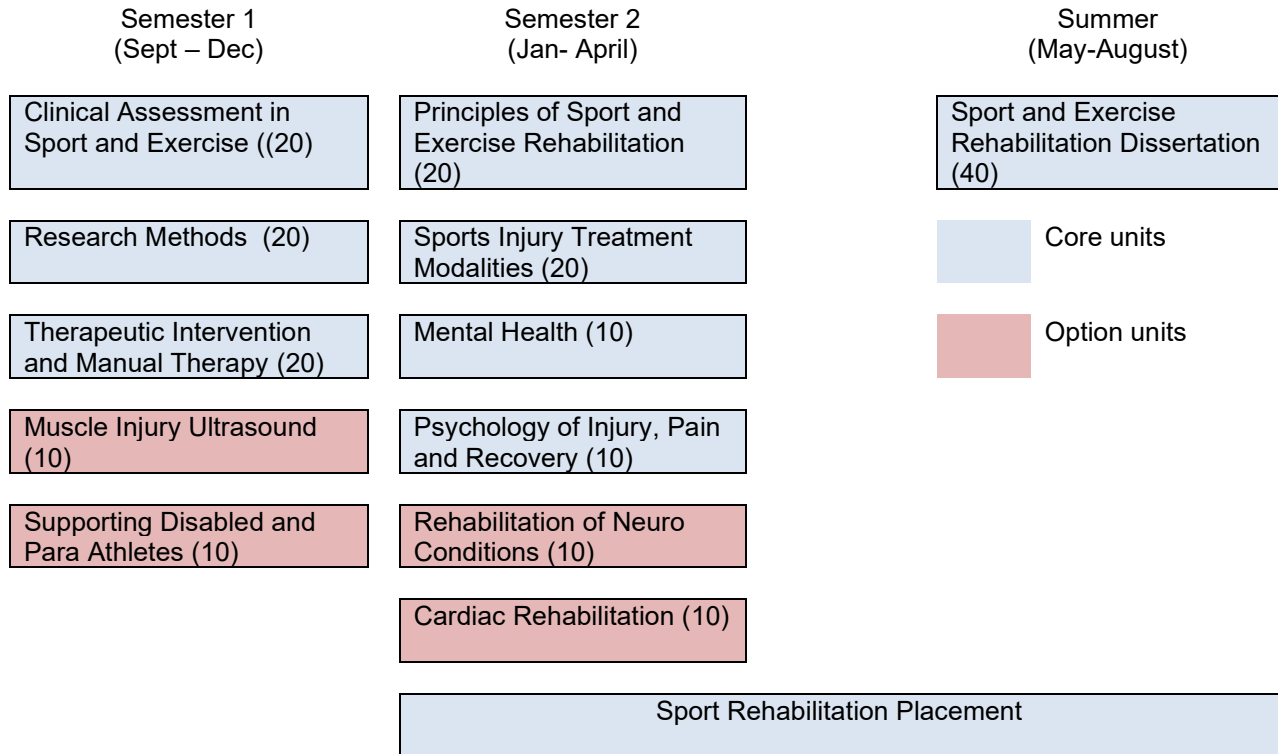 Semester 1
(Sept – Dec)
Semester 2
(Jan- April)
Summer
(May-August)
Clinical Assessment in
Sport and Exercise ((20)
Principles of Sport and
Exercise Rehabilitation
(20)
Sport and Exercise
Rehabilitation Dissertation
(40)
Research Methods  (20)
Sports Injury Treatment
Modalities (20)
Core units
Therapeutic Intervention
and Manual Therapy (20)
Mental Health (10)
Option units
Muscle Injury Ultrasound
(10)
Psychology of Injury, Pain
and Recovery (10)
Supporting Disabled and
Para Athletes (10)
Rehabilitation of Neuro
Conditions (10)
Cardiac Rehabilitation (10)
Sport Rehabilitation Placement